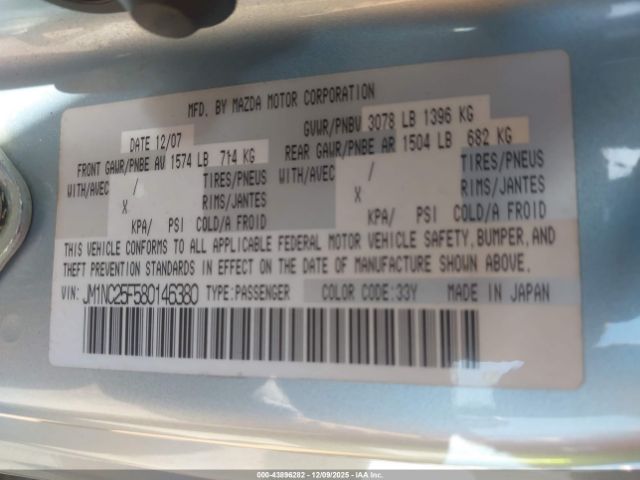 MFD. BY MAZDA MOTOR CORPORATION
DATE 12/07 GVWR/PNBV 3078 LB 1396 KG
FRONT GAWR/PNBE AV 1574 LB 714 KG REAR GAWR/PNBE AR 1504 LB 682 KG
WITH/AVEC / TIRES/PNEUS WITH/AVEC / TIRES/PNEUS
X RIMS/JANTES X RIMS/JANTES
KPA/ PSI COLD/A FROID KPA/ PSI COLD/A FROID
THIS VEHICLE CONFORMS TO ALL APPLICABLE FEDERAL MOTOR VEHICLE SAFETY, BUMPER, AND
THEFT PREVENTION STANDARDS IN EFFECT ON THE DATE OF MANUFACTURE SHOWN ABOVE.
VIN: JM1NC25F580146380 TYPE:PASSENGER COLOR CODE:33Y MADE IN JAPAN
000-43896282 - 12/09/2025 - IAAI.COM